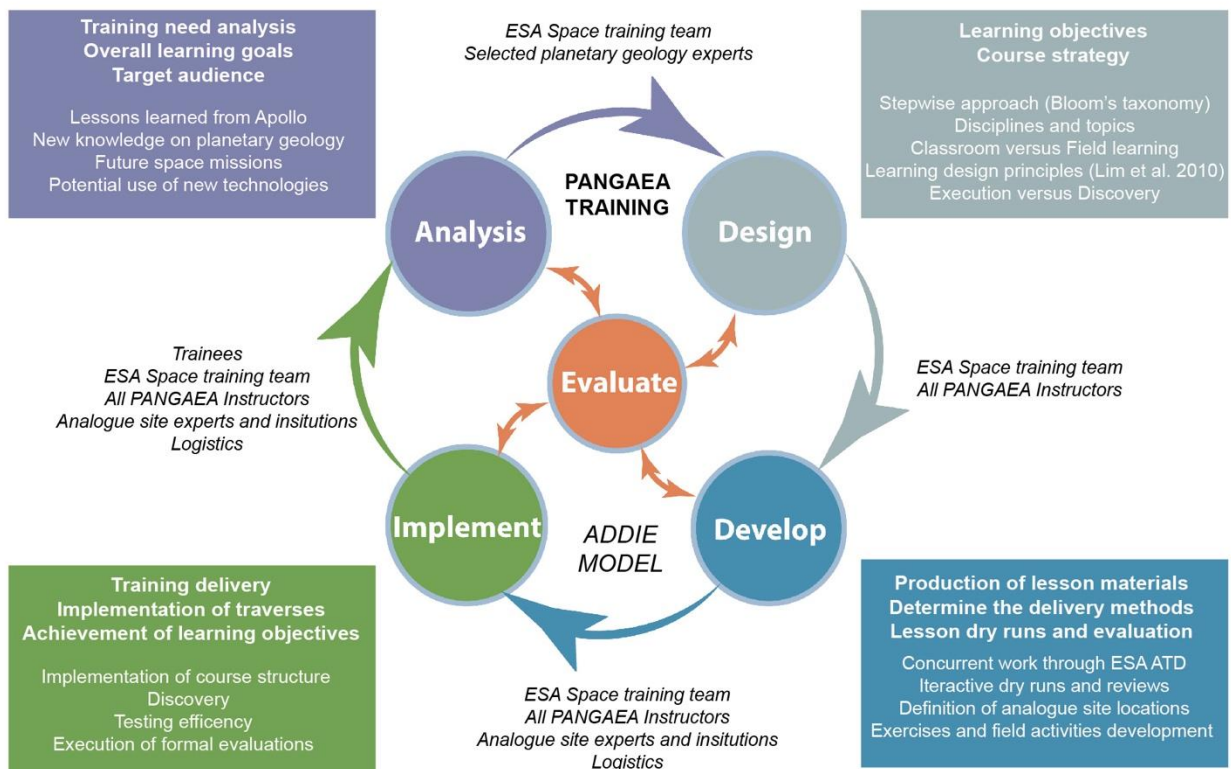 Training need analysis
Overall learning goals
Target audience
Lessons learned from Apollo
New knowledge on planetary geology
Future space missions
Potential use of new technologies
ESA Space training team
Selected planetary geology experts
Learning objectives
Course strategy
Stepwise approach (Bloom's taxonomy)
Disciplines and topics
Classroom versus Field learning
Learning design principles (Lim et al. 2010)
Execution versus Discovery
PANGAEA
TRAINING
Analysis
Design
Evaluate
Trainees
ESA Space training team
All PANGAEA Instructors
Analogue site experts and insitutions
Logistics
ESA Space training team
All PANGAEA Instructors
Implement
ADDIE
MODEL
Develop
Training delivery
Implementation of traverses
Achievement of learning objectives
Implementation of course structure
Discovery
Testing efficency
Execution of formal evaluations
ESA Space training team
All PANGAEA Instructors
Analogue site experts and insitutions
Logistics
Production of lesson materials
Determine the delivery methods
Lesson dry runs and evaluation
Concurrent work through ESA ATD
Iteractive dry runs and reviews
Definition of analogue site locations
Exercises and field activities development